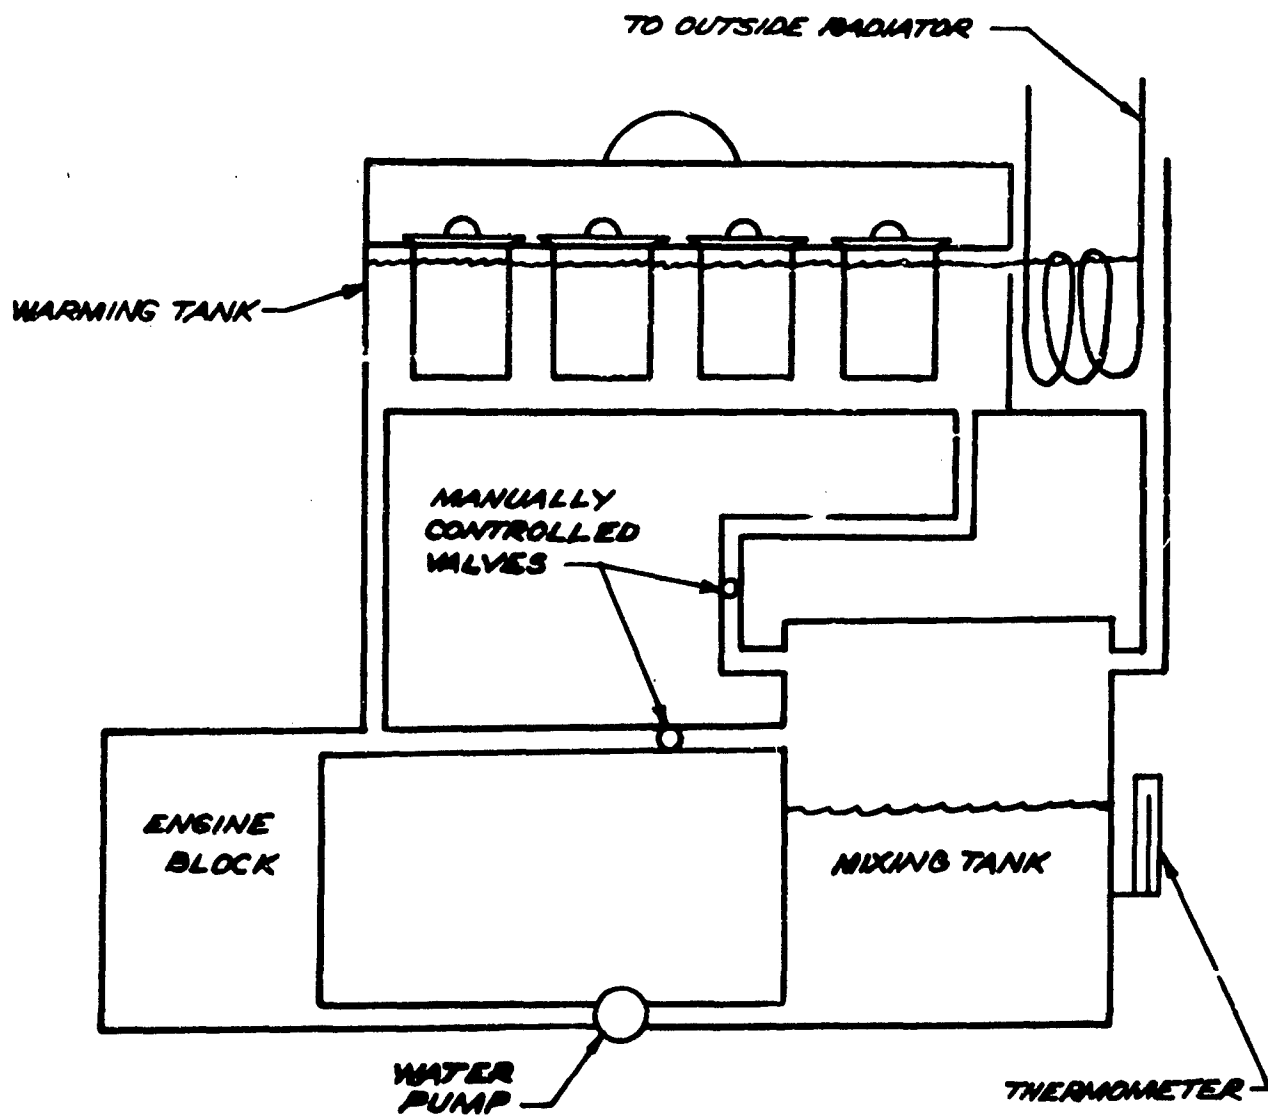 TO OUTSIDE RADIATOR
WARMING TANK
MANUALLY
CONTROLLED
VALVES
ENGINE
BLOCK
MIXING TANK
WATER
PUMP
THERMOMETER